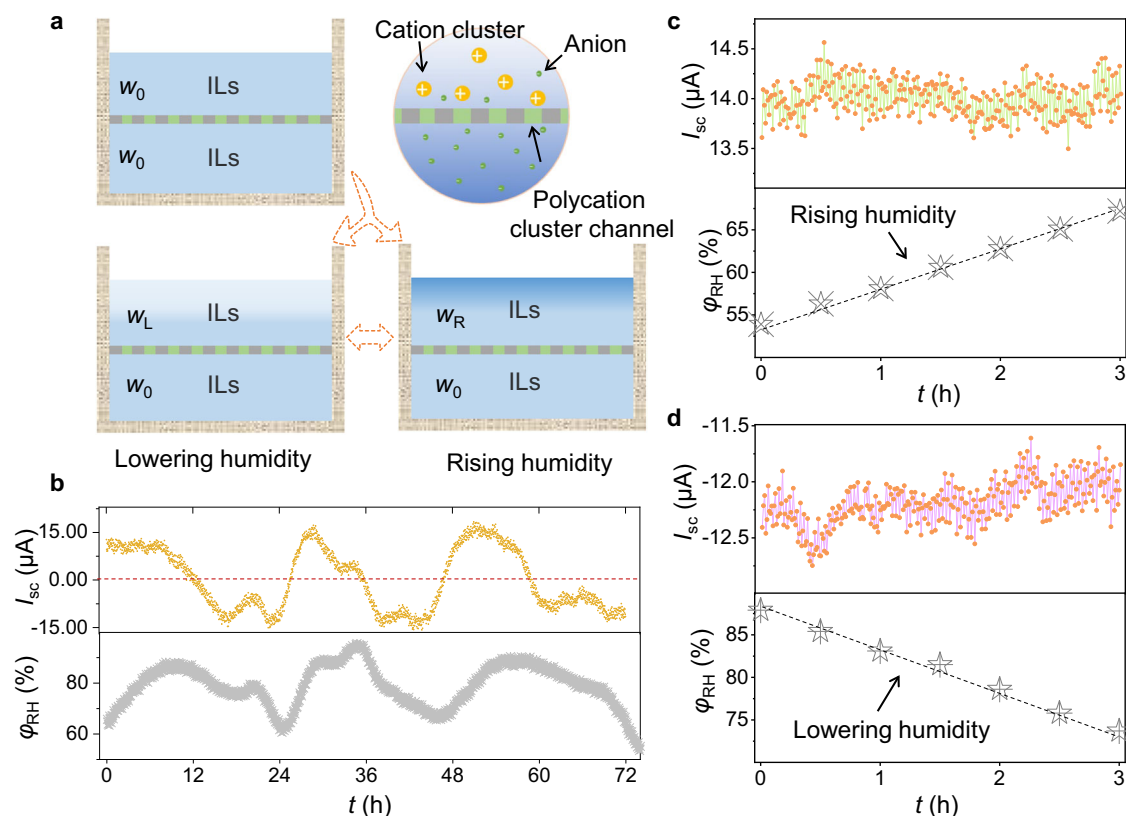 a
Cation cluster
Anion
w0
ILs
w0
ILs
Polycation
cluster channel
wL
ILs
w0
ILs
wR
ILs
w0
ILs
Lowering humidity
Rising humidity
b
Isc (μA)
15.00
0.00
-15.00
φRH (%)
80
60
0
12
24
36
48
60
72
t (h)
c
Isc (μA)
14.5
14.0
13.5
φRH (%)
65
60
55
Rising humidity
0
1
2
3
t (h)
d
Isc (μA)
-11.5
-12.0
-12.5
φRH (%)
85
80
75
Lowering humidity
0
1
2
3
t (h)